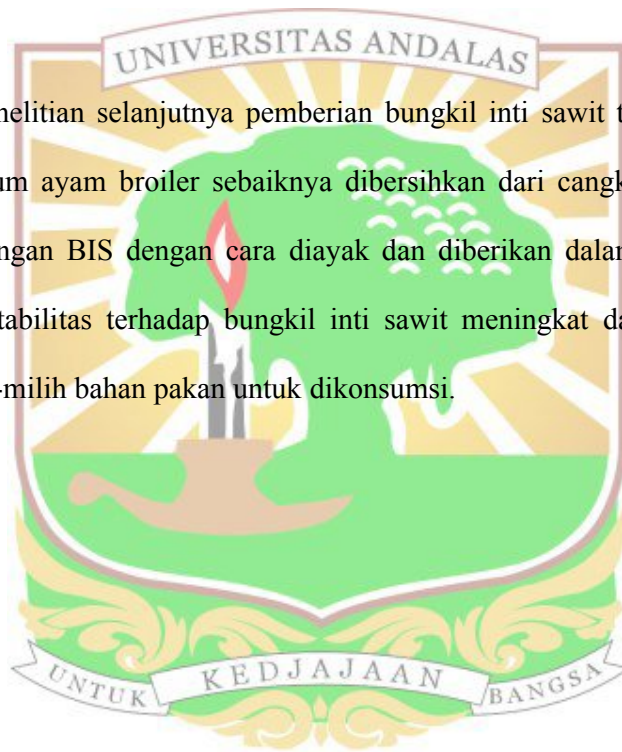 UNIVERSITAS ANDALAS
nelitian selanjutnya pemberian bungkil inti sawit t
um ayam broiler sebaiknya dibersihkan dari cangk
ngan BIS dengan cara diayak dan diberikan dalam
tabilitas terhadap bungkil inti sawit meningkat da
-milih bahan pakan untuk dikonsumsi.
UNTUK KEDJAJAAN BANGSA